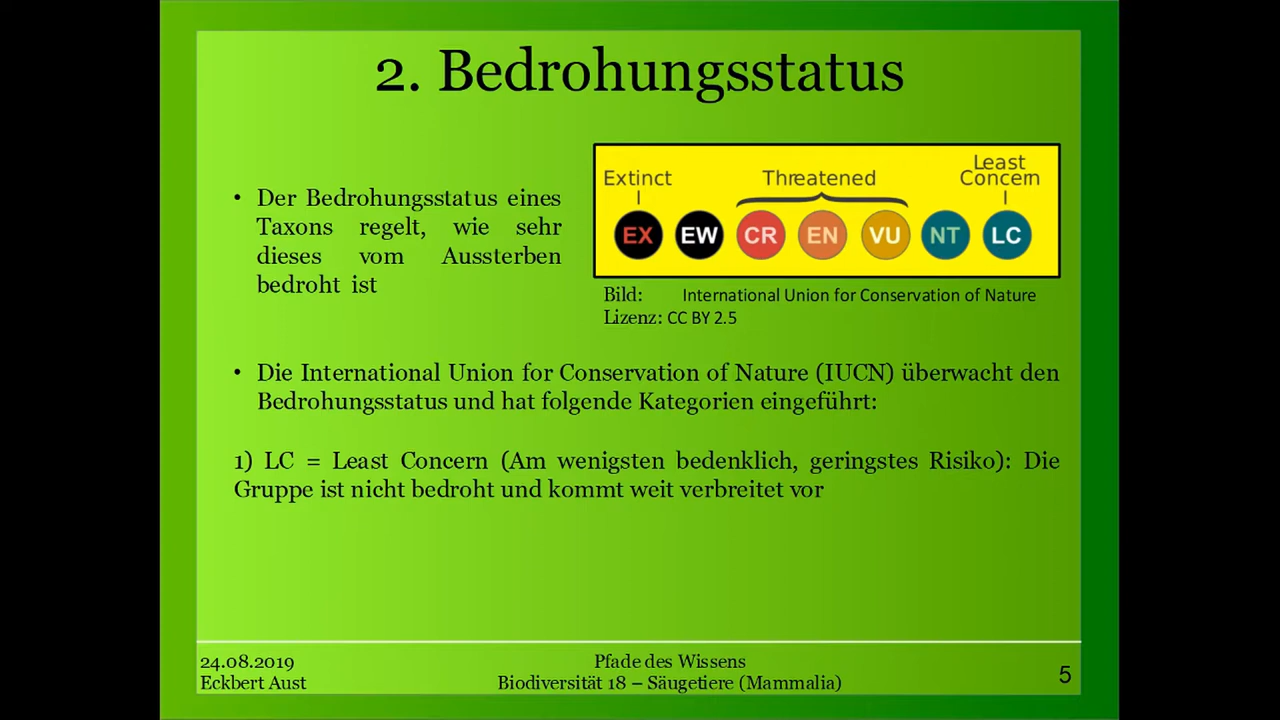 2. Bedrohungsstatus
• Der Bedrohungsstatus eines
Taxons regelt, wie sehr
dieses vom Aussterben
bedroht ist
Extinct
Threatened
Least
Concern
EX EW CR EN VU NT LC
Bild: International Union for Conservation of Nature
Lizenz: CC BY 2.5
• Die International Union for Conservation of Nature (IUCN) überwacht den
Bedrohungsstatus und hat folgende Kategorien eingeführt:
1) LC = Least Concern (Am wenigsten bedenklich, geringstes Risiko): Die
Gruppe ist nicht bedroht und kommt weit verbreitet vor
24.08.2019
Eckbert Aust
Pfade des Wissens
Biodiversität 18 – Säugetiere (Mammalia)
5